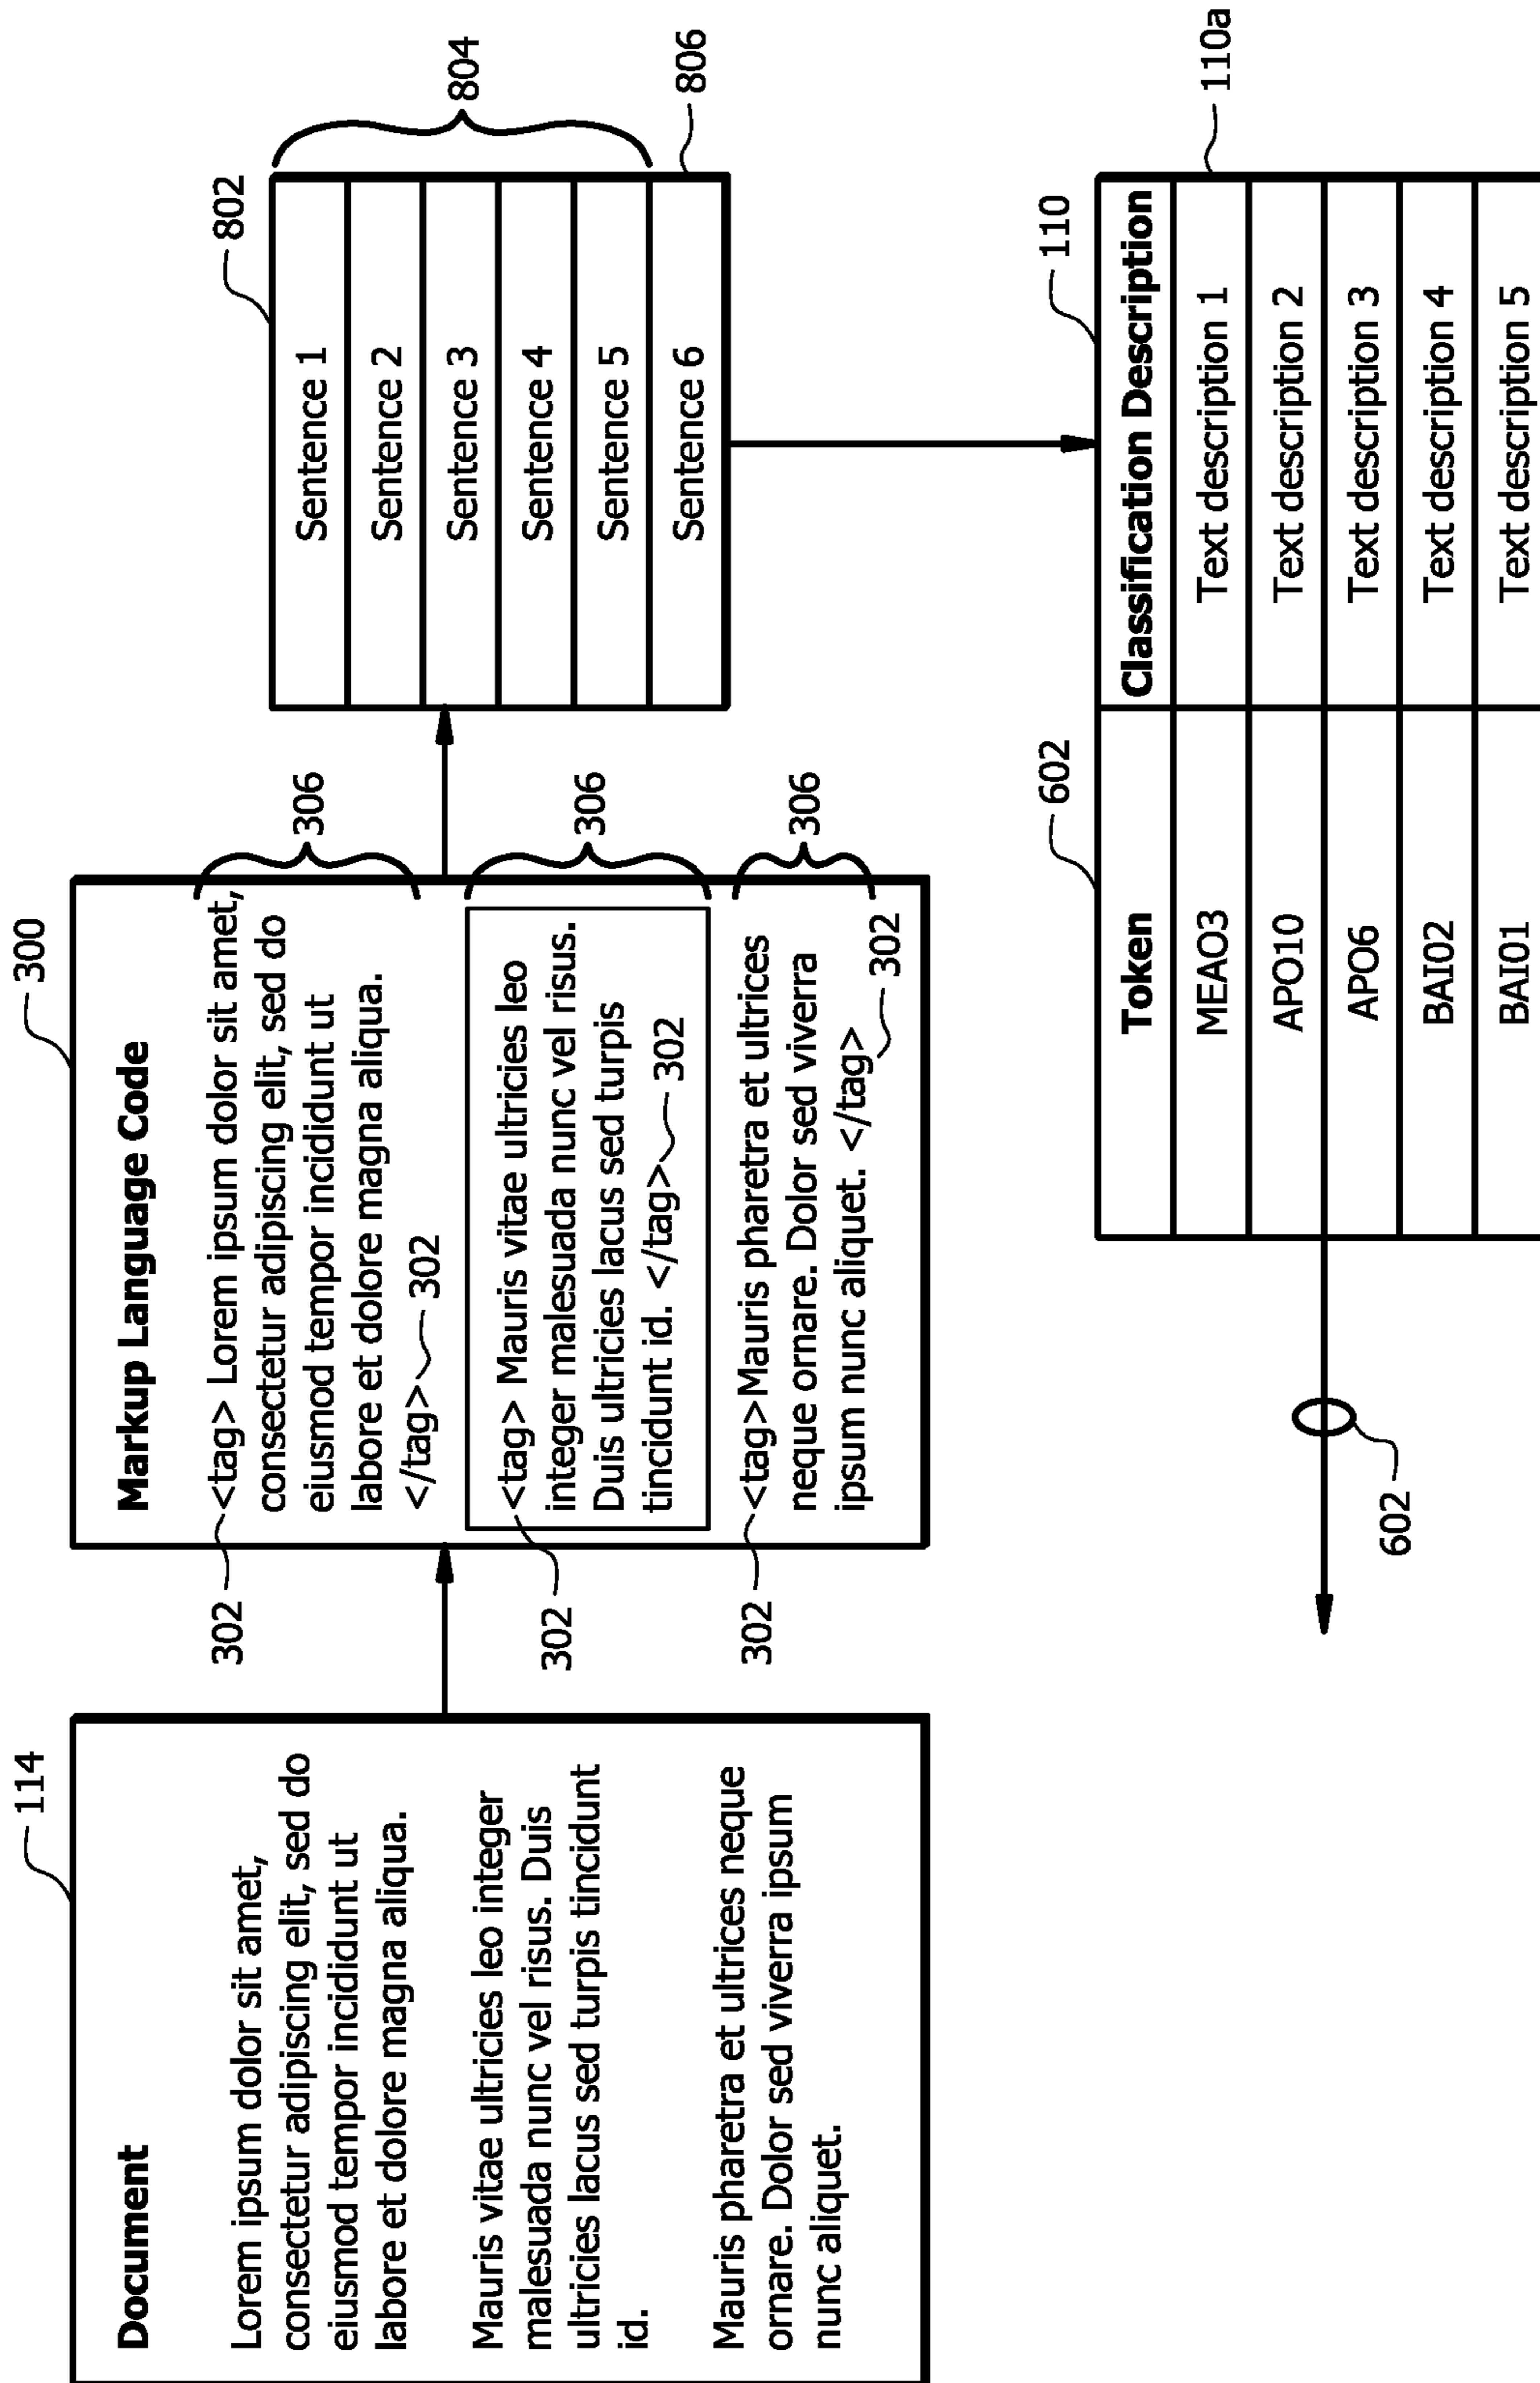 114
Document
Lorem ipsum dolor sit amet,
consectetur adipiscing elit, sed do
eiusmod tempor incididunt ut
labore et dolore magna aliqua.
Mauris vitae ultricies leo integer
malesuada nunc vel risus. Duis
ultricies lacus sed turpis tincidunt
id.
Mauris pharetra et ultrices neque
ornare. Dolor sed viverra ipsum
nunc aliquet.
300
Markup Language Code
302
<tag> Lorem ipsum dolor sit amet,
consectetur adipiscing elit, sed do
eiusmod tempor incididunt ut
labore et dolore magna aliqua.
</tag>
302
306
302
<tag> Mauris vitae ultricies leo
integer malesuada nunc vel risus.
Duis ultricies lacus sed turpis
tincidunt id. </tag>
302
306
302
<tag>Mauris pharetra et ultrices
neque ornare. Dolor sed viverra
ipsum nunc aliquet. </tag>
302
306
802
Sentence 1
Sentence 2
Sentence 3
Sentence 4
Sentence 5
Sentence 6
804
806
602
110
Token Classification Description
MEAO3 Text description 1
110a
APO10 Text description 2
APO6 Text description 3
BAI02 Text description 4
BAI01 Text description 5
602